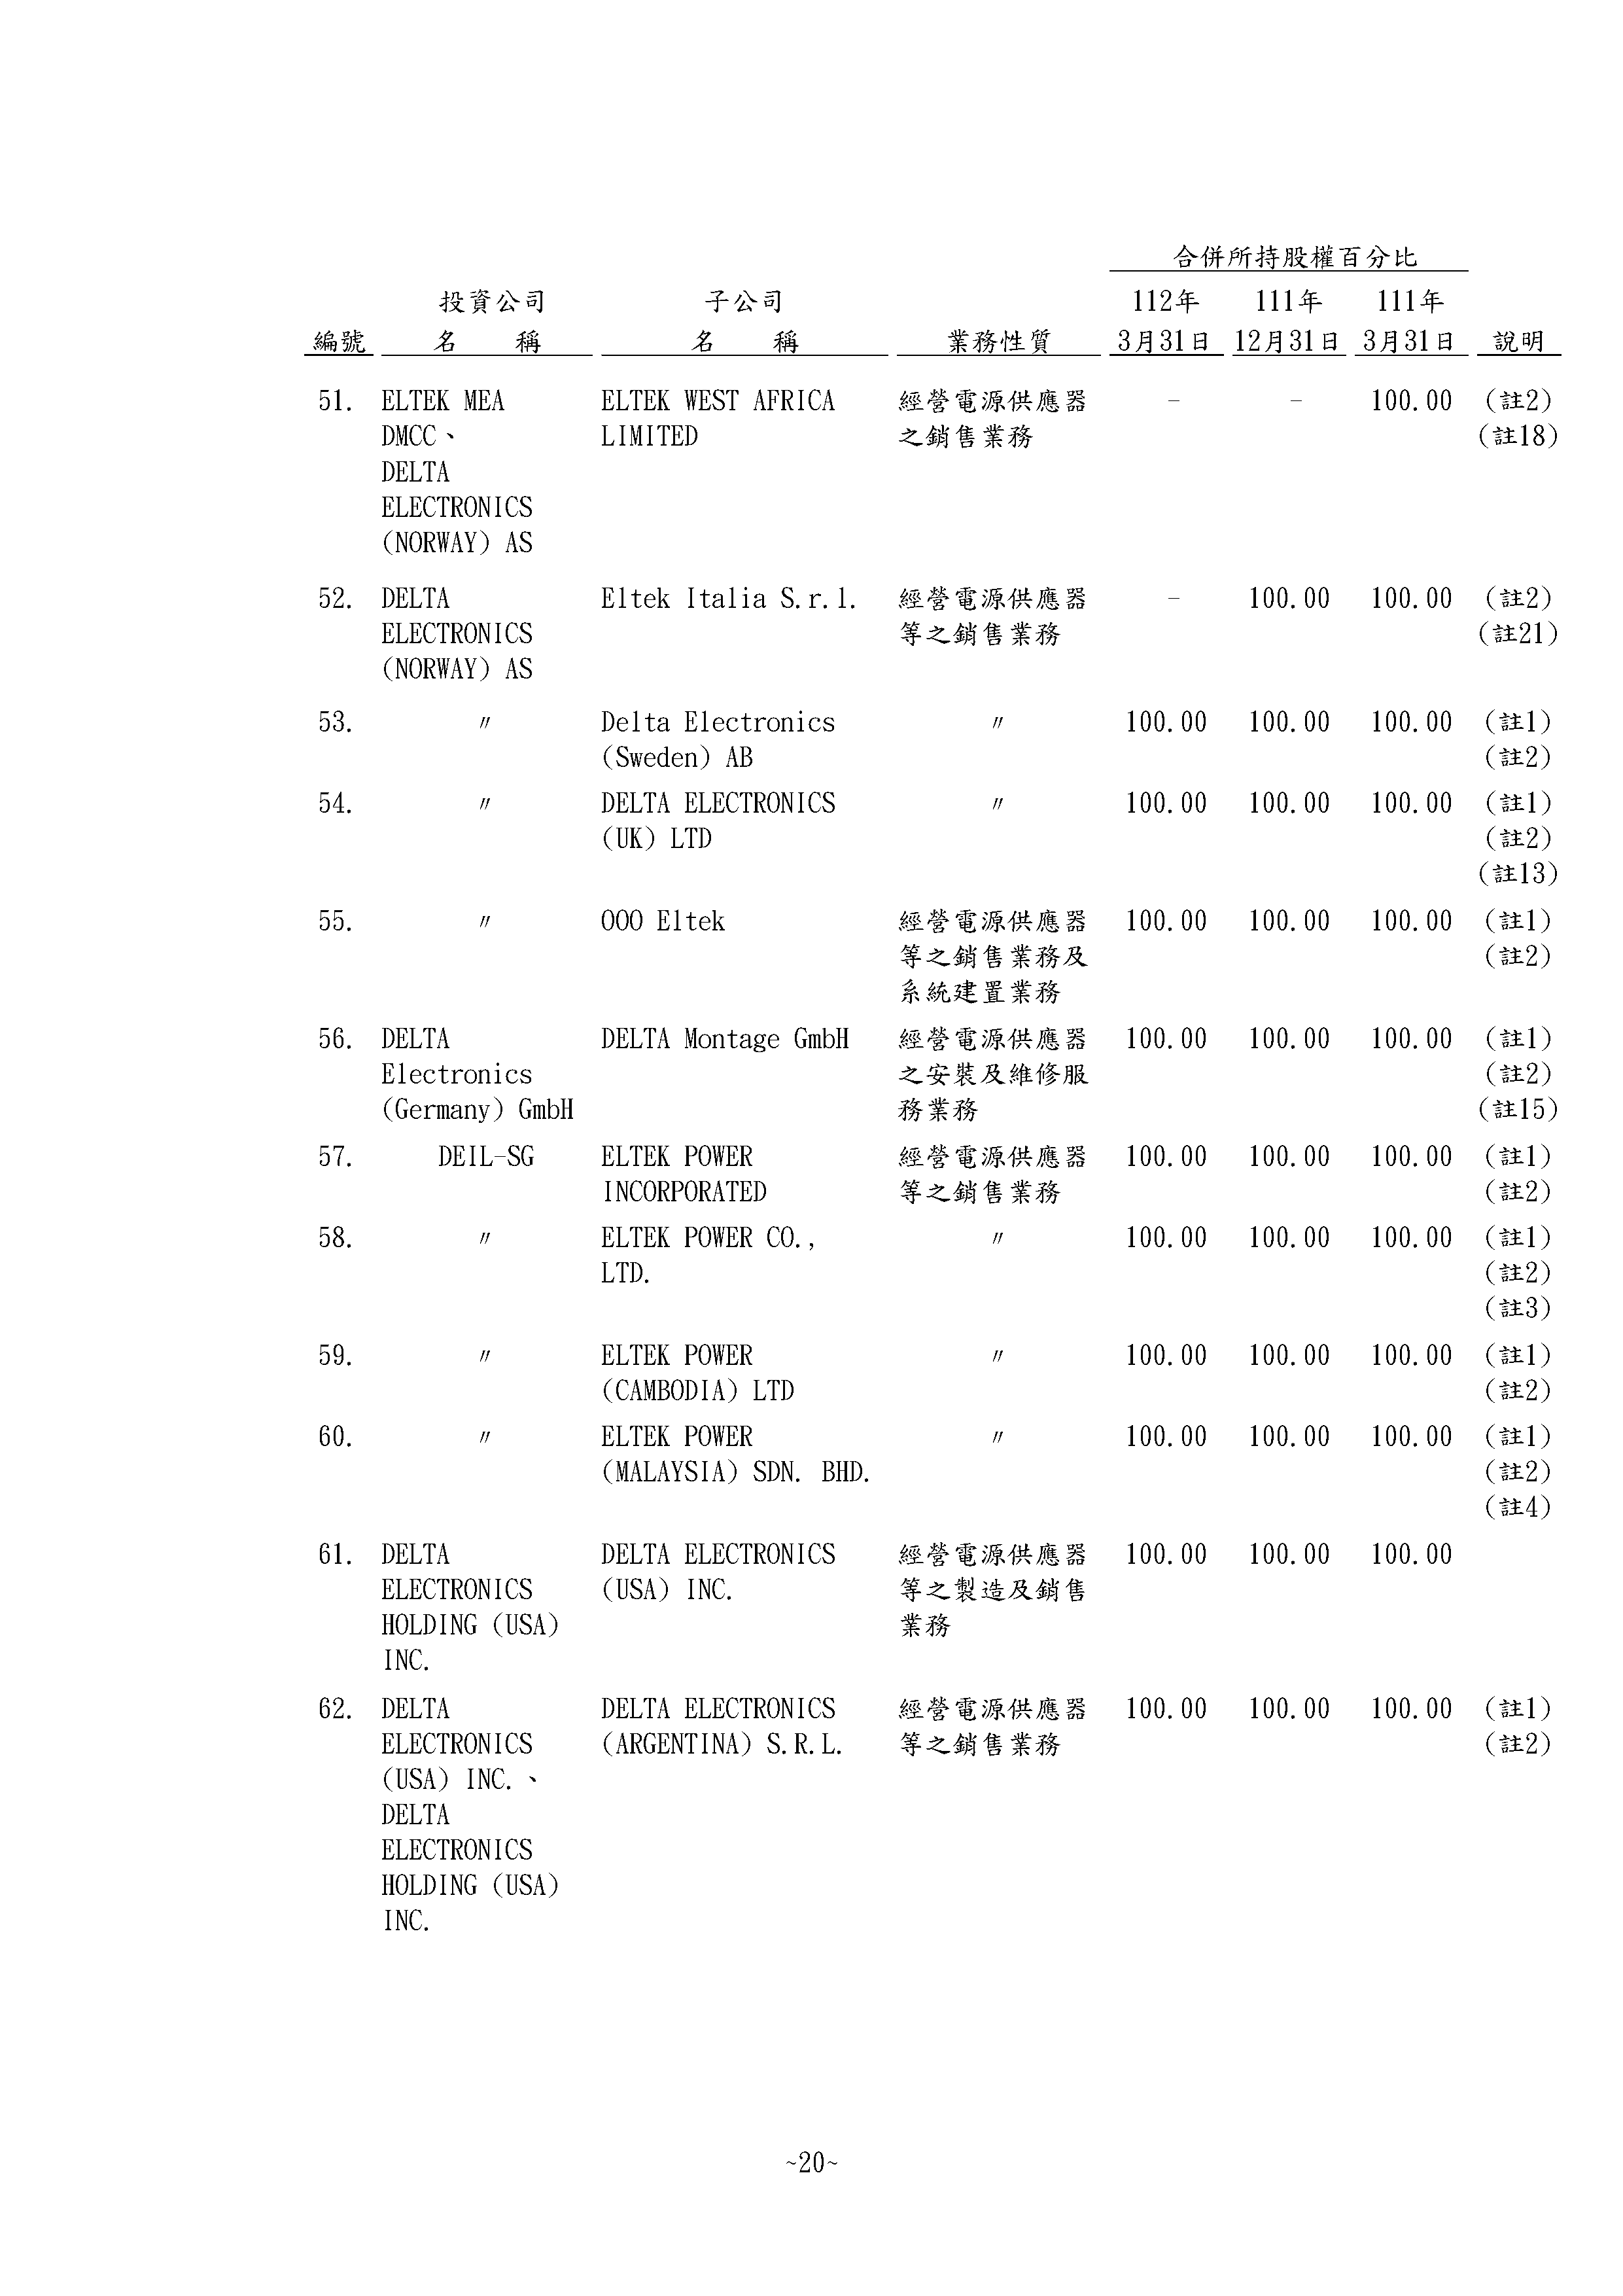 合併所持股權百分比
投資公司 子公司 112年 111年 111年
編號 名 稱 名 稱 業務性質 3月31日 12月31日 3月31日 說明
51. ELTEK MEA ELTEK WEST AFRICA 經營電源供應器 - - 100.00 (註2)
DMCC、 LIMITED 之銷售業務 (註18)
DELTA
ELECTRONICS
(NORWAY) AS
52. DELTA Eltek Italia S.r.l. 經營電源供應器 - 100.00 100.00 (註2)
ELECTRONICS 等之銷售業務 (註21)
(NORWAY) AS
53. 〃 Delta Electronics 〃 100.00 100.00 100.00 (註1)
(Sweden) AB (註2)
54. 〃 DELTA ELECTRONICS 〃 100.00 100.00 100.00 (註1)
(UK) LTD (註2)
(註13)
55. 〃 OOO Eltek 經營電源供應器 100.00 100.00 100.00 (註1)
等之銷售業務及 (註2)
系統建置業務
56. DELTA DELTA Montage GmbH 經營電源供應器 100.00 100.00 100.00 (註1)
Electronics 之安裝及維修服 (註2)
(Germany) GmbH 務業務 (註15)
57. DEIL-SG ELTEK POWER 經營電源供應器 100.00 100.00 100.00 (註1)
INCORPORATED 等之銷售業務 (註2)
58. 〃 ELTEK POWER CO., 〃 100.00 100.00 100.00 (註1)
LTD. (註2)
(註3)
59. 〃 ELTEK POWER 〃 100.00 100.00 100.00 (註1)
(CAMBODIA) LTD (註2)
60. 〃 ELTEK POWER 〃 100.00 100.00 100.00 (註1)
(MALAYSIA) SDN. BHD. (註2)
(註4)
61. DELTA DELTA ELECTRONICS 經營電源供應器 100.00 100.00 100.00
ELECTRONICS (USA) INC. 等之製造及銷售
HOLDING (USA) 業務
INC.
62. DELTA DELTA ELECTRONICS 經營電源供應器 100.00 100.00 100.00 (註1)
ELECTRONICS (ARGENTINA) S.R.L. 等之銷售業務 (註2)
(USA) INC.、
DELTA
ELECTRONICS
HOLDING (USA)
INC.
~20~